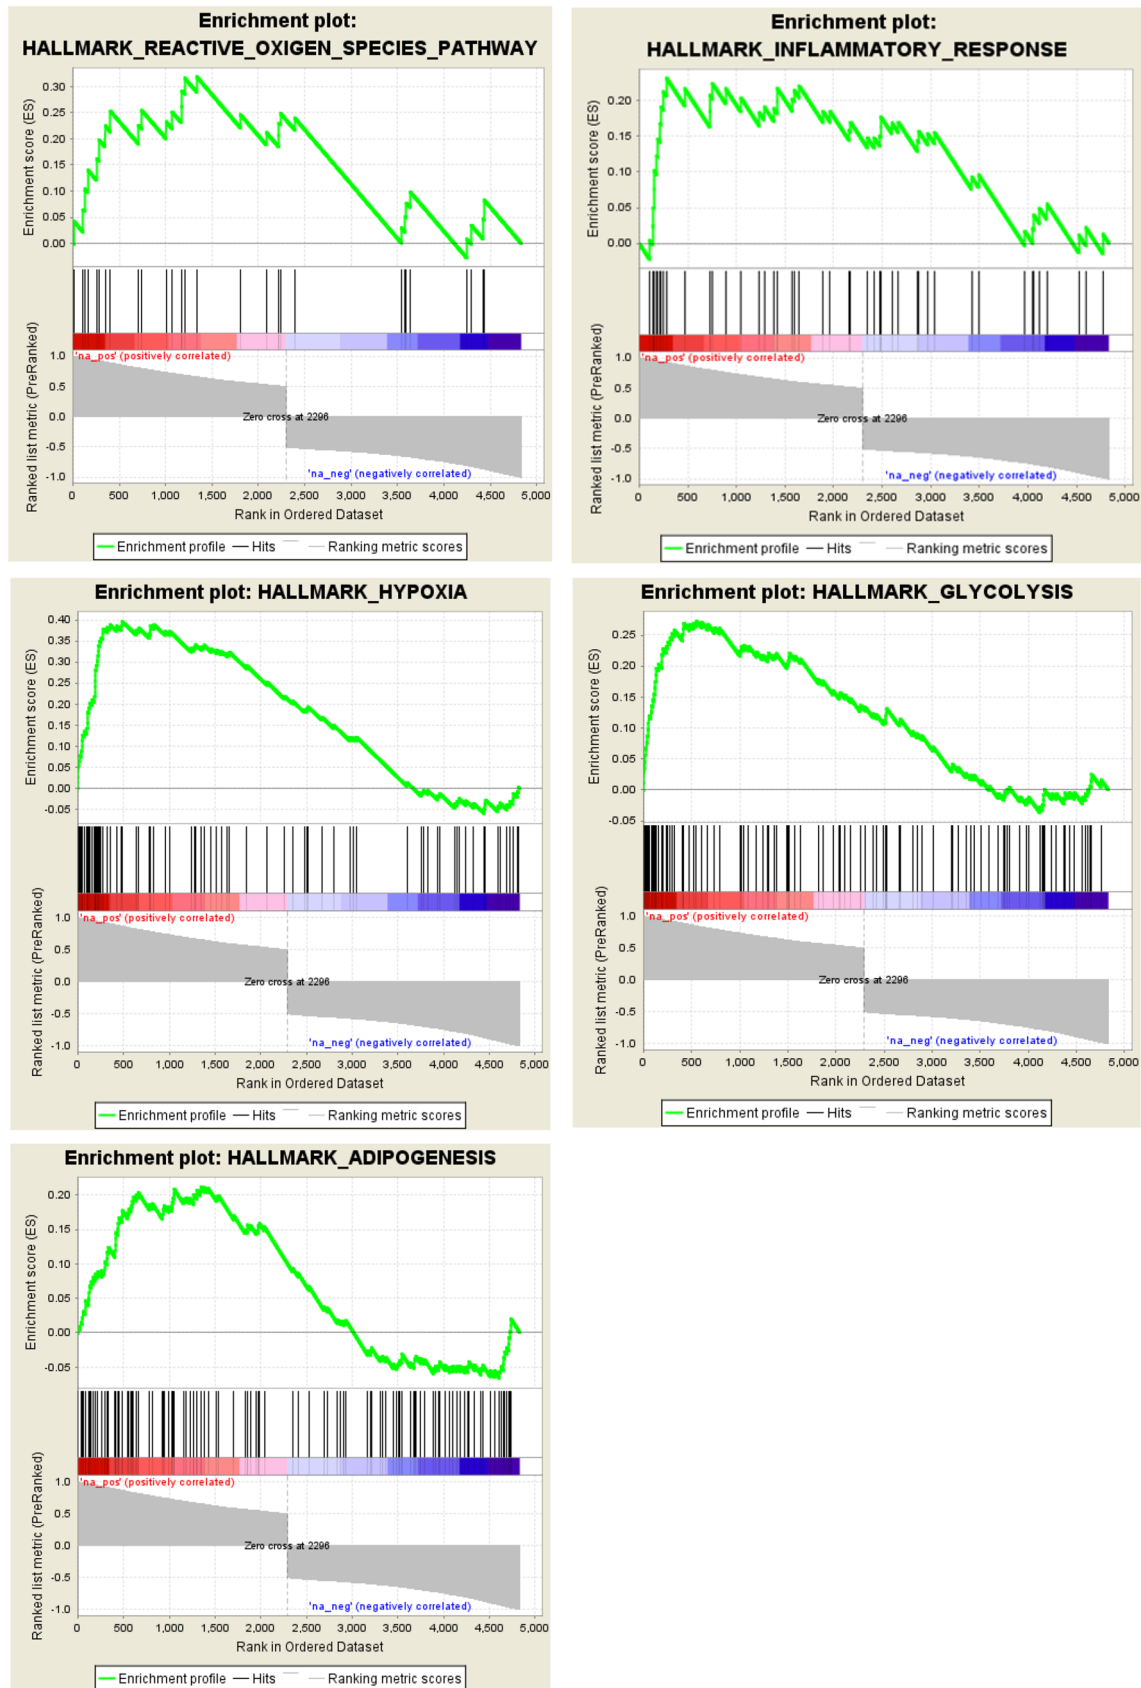 Enrichment plot:
HALLMARK_REACTIVE_OXIGEN_SPECIES_PATHWAY
Enrichment score (ES)
0.30
0.25
0.20
0.15
0.10
0.05
0.00
Ranked list metric (PreRanked)
1.0
0.5
0.0
-0.5
-1.0
'na_pos' (positively correlated)
Zero cross at 2296
'na_neg' (negatively correlated)
0 500 1,000 1,500 2,000 2,500 3,000 3,500 4,000 4,500 5,000
Rank in Ordered Dataset
Enrichment profile Hits Ranking metric scores
Enrichment plot:
HALLMARK_INFLAMMATORY_RESPONSE
Enrichment score (ES)
0.20
0.15
0.10
0.05
0.00
Ranked list metric (PreRanked)
1.0
0.5
0.0
-0.5
-1.0
'na_pos' (positively correlated)
Zero cross at 2296
'na_neg' (negatively correlated)
0 500 1,000 1,500 2,000 2,500 3,000 3,500 4,000 4,500 5,000
Rank in Ordered Dataset
Enrichment profile Hits Ranking metric scores
Enrichment plot: HALLMARK_HYPOXIA
Enrichment score (ES)
0.40
0.35
0.30
0.25
0.20
0.15
0.10
0.05
0.00
-0.05
Ranked list metric (PreRanked)
1.0
0.5
0.0
-0.5
-1.0
'na_pos' (positively correlated)
Zero cross at 2296
'na_neg' (negatively correlated)
0 500 1,000 1,500 2,000 2,500 3,000 3,500 4,000 4,500 5,000
Rank in Ordered Dataset
Enrichment profile Hits Ranking metric scores
Enrichment plot: HALLMARK_GLYCOLYSIS
Enrichment score (ES)
0.25
0.20
0.15
0.10
0.05
0.00
-0.05
Ranked list metric (PreRanked)
1.0
0.5
0.0
-0.5
-1.0
'na_pos' (positively correlated)
Zero cross at 2296
'na_neg' (negatively correlated)
0 500 1,000 1,500 2,000 2,500 3,000 3,500 4,000 4,500 5,000
Rank in Ordered Dataset
Enrichment profile Hits Ranking metric scores
Enrichment plot: HALLMARK_ADIPOGENESIS
Enrichment score (ES)
0.20
0.15
0.10
0.05
0.00
-0.05
Ranked list metric (PreRanked)
1.0
0.5
0.0
-0.5
-1.0
'na_pos' (positively correlated)
Zero cross at 2296
'na_neg' (negatively correlated)
0 500 1,000 1,500 2,000 2,500 3,000 3,500 4,000 4,500 5,000
Rank in Ordered Dataset
Enrichment profile Hits Ranking metric scores